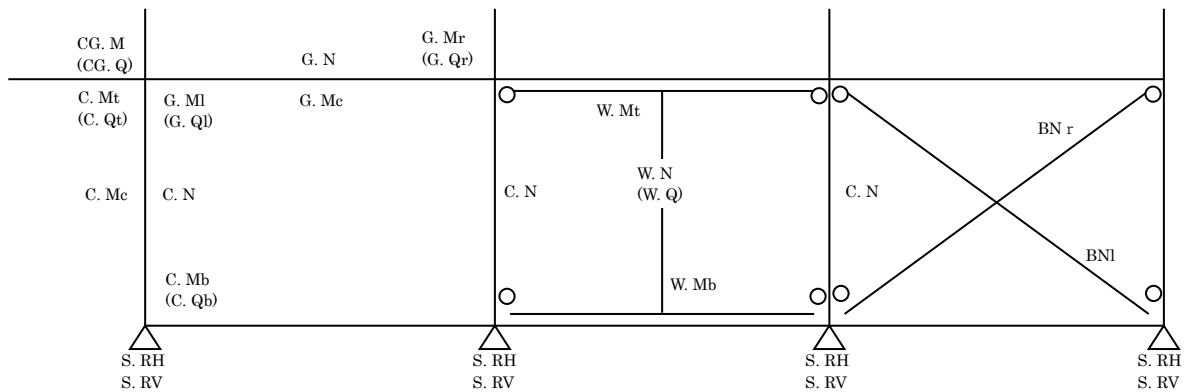 CG. M
(CG. Q)
G. N
G. Mr
(G. Qr)
C. Mt
(C. Qt)
G. Ml
(G. Ql)
G. Mc
W. Mt
BN r
C. Mc
C. N
C. N
W. N
(W. Q)
C. N
C. Mb
(C. Qb)
W. Mb
BNl
S. RH
S. RV
S. RH
S. RV
S. RH
S. RV
S. RH
S. RV